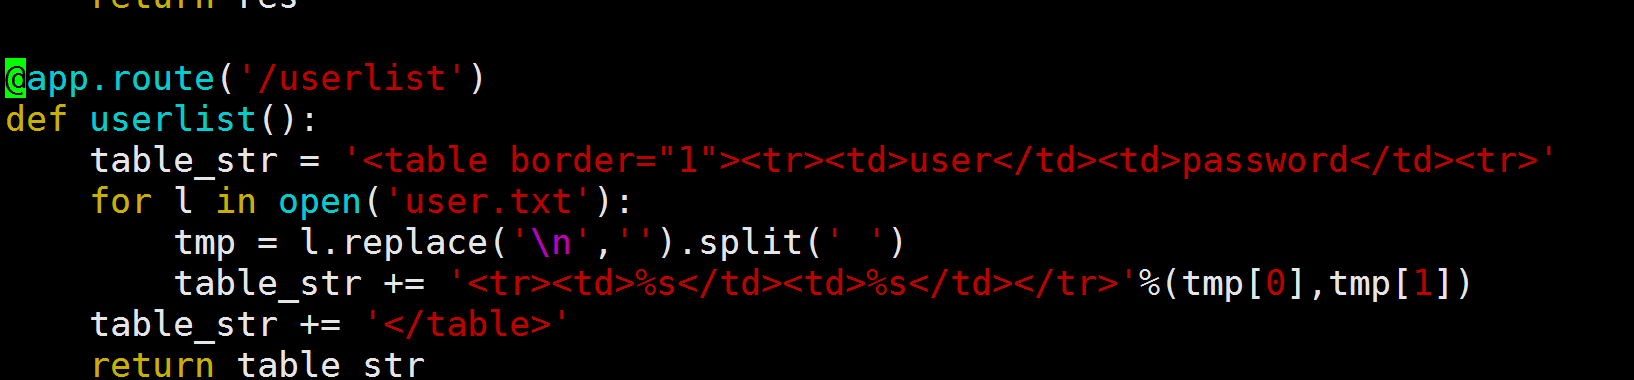 return res
@app.route('/userlist')
def userlist():
    table_str = '<table border="1"><tr><td>user</td><td>password</td><tr>'
    for l in open('user.txt'):
        tmp = l.replace('\n','').split(' ')
        table_str += '<tr><td>%s</td><td>%s</td></tr>'%(tmp[0],tmp[1])
    table_str += '</table>'
    return table_str